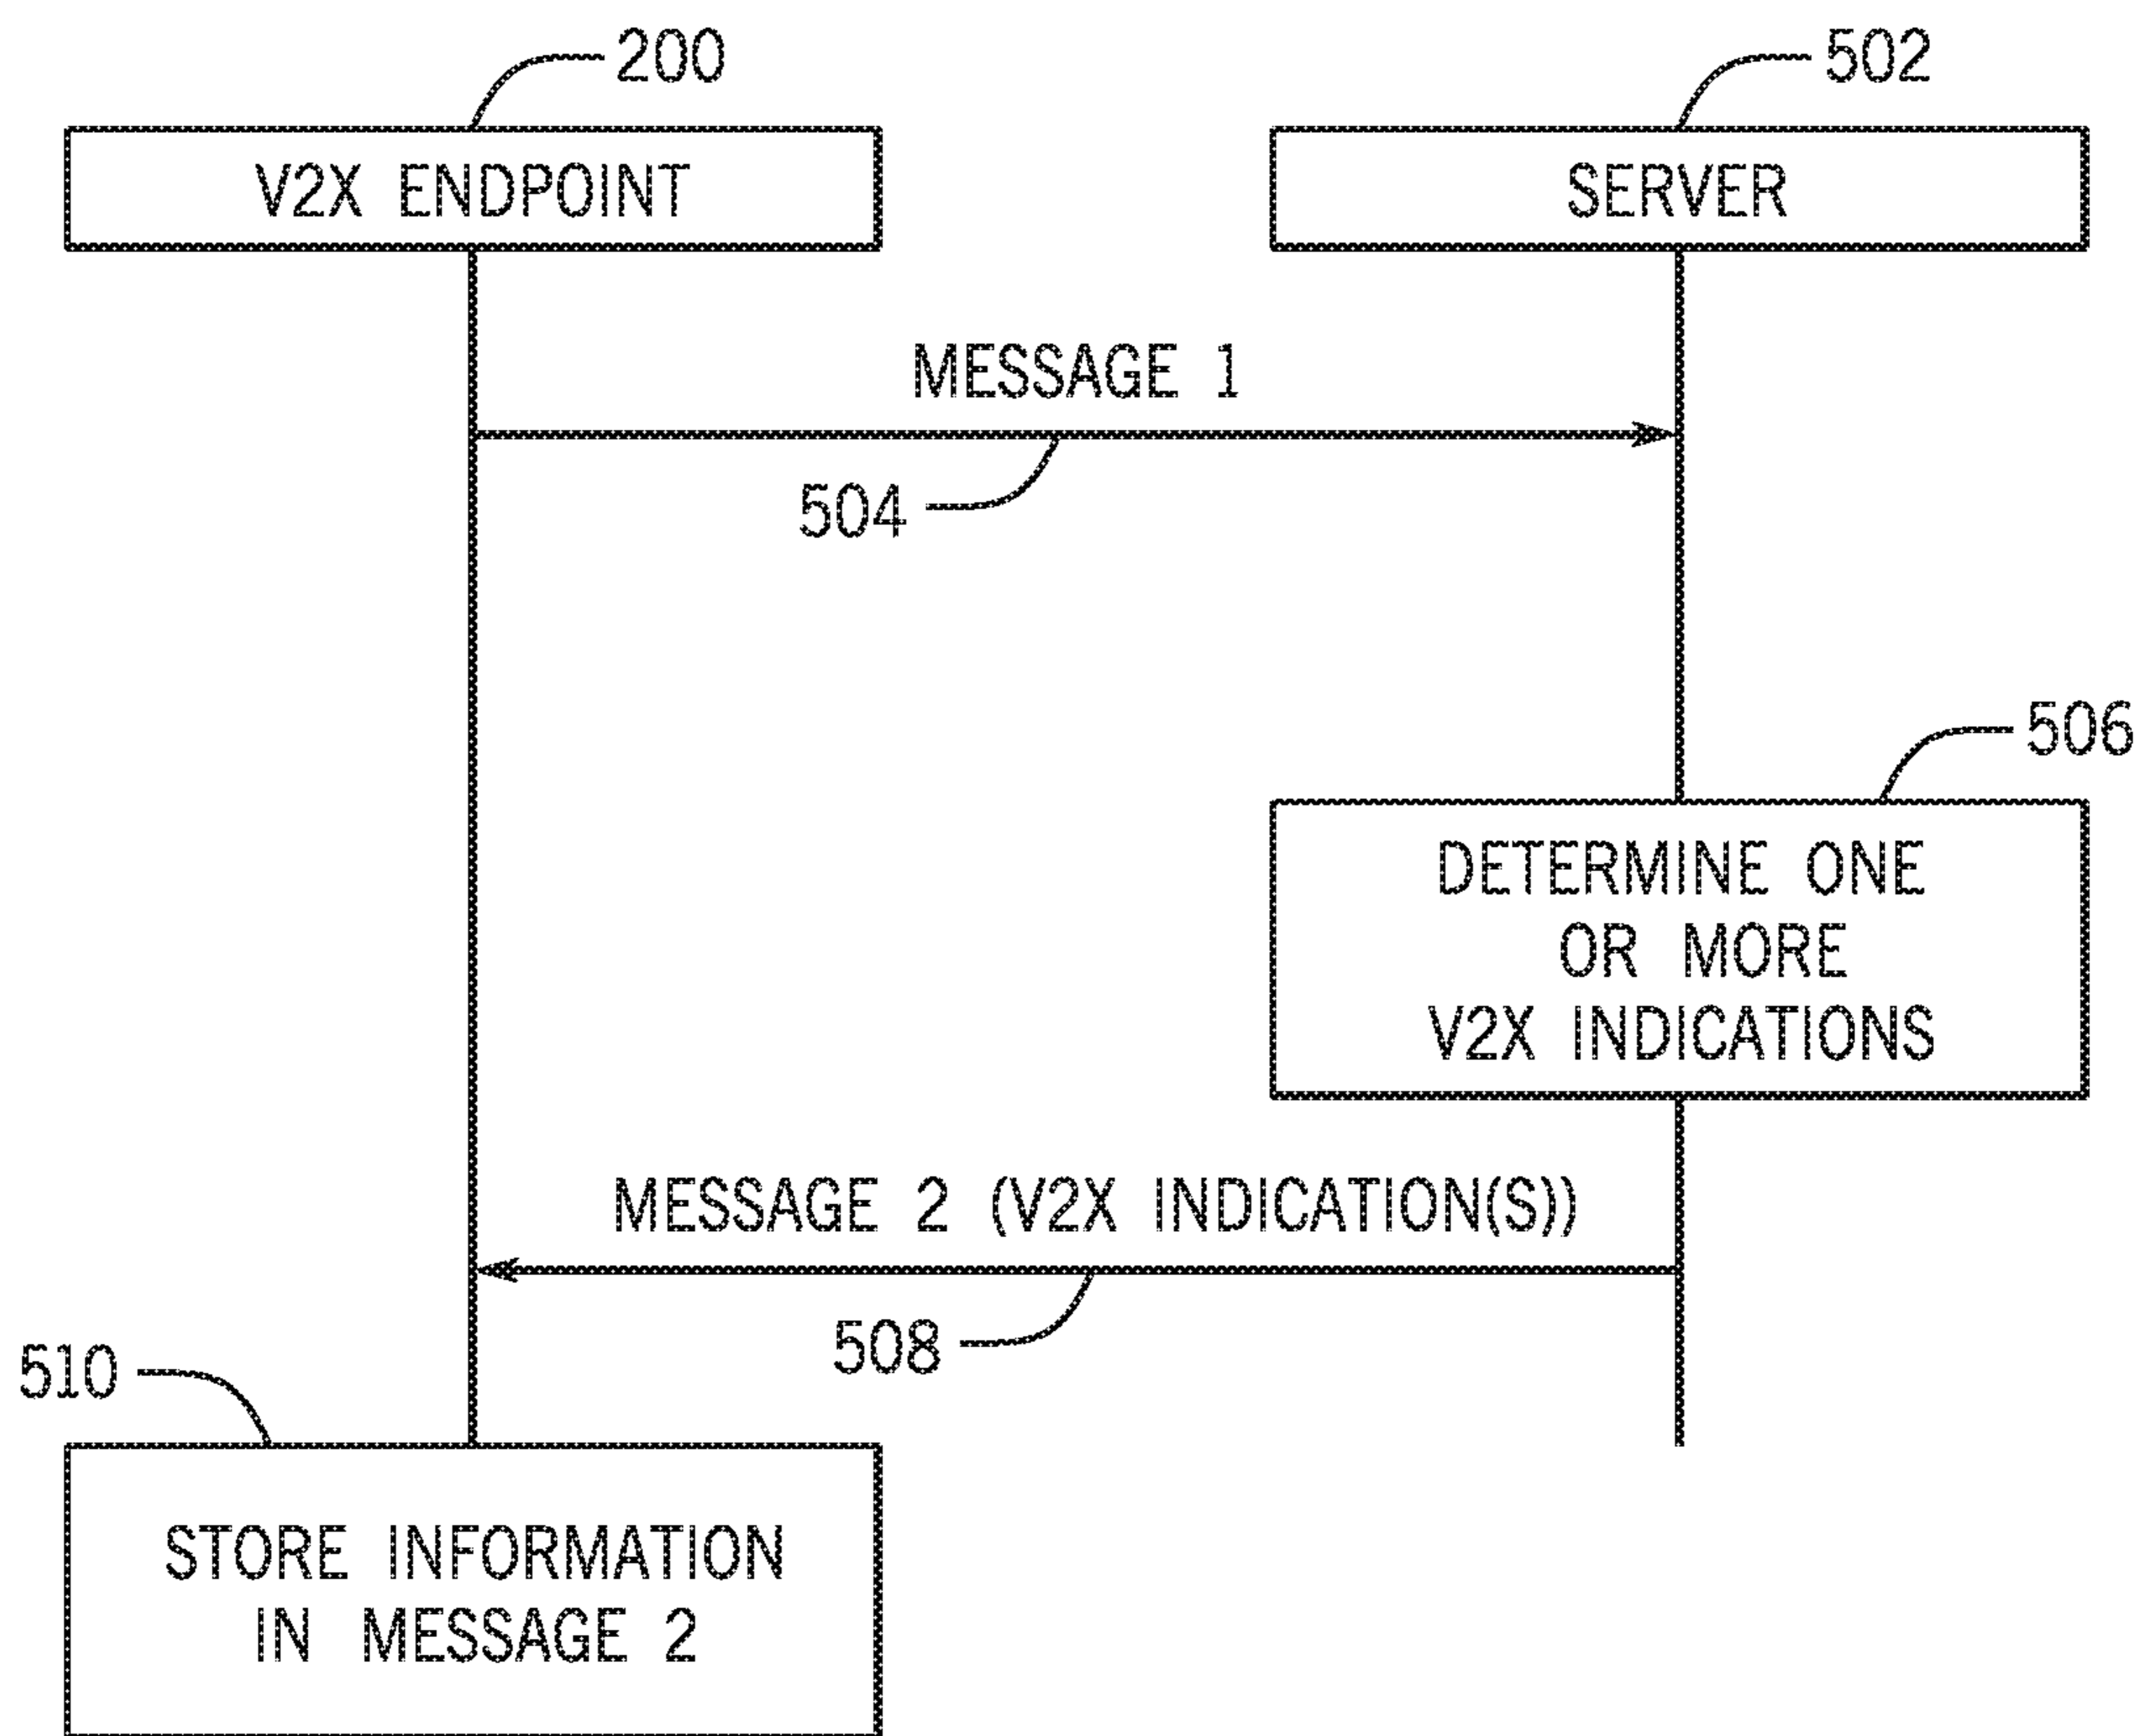 200
502
V2X ENDPOINT
SERVER
MESSAGE 1
504
506
DETERMINE ONE
OR MORE
V2X INDICATIONS
MESSAGE 2 (V2X INDICATION(S))
508
510
STORE INFORMATION
IN MESSAGE 2